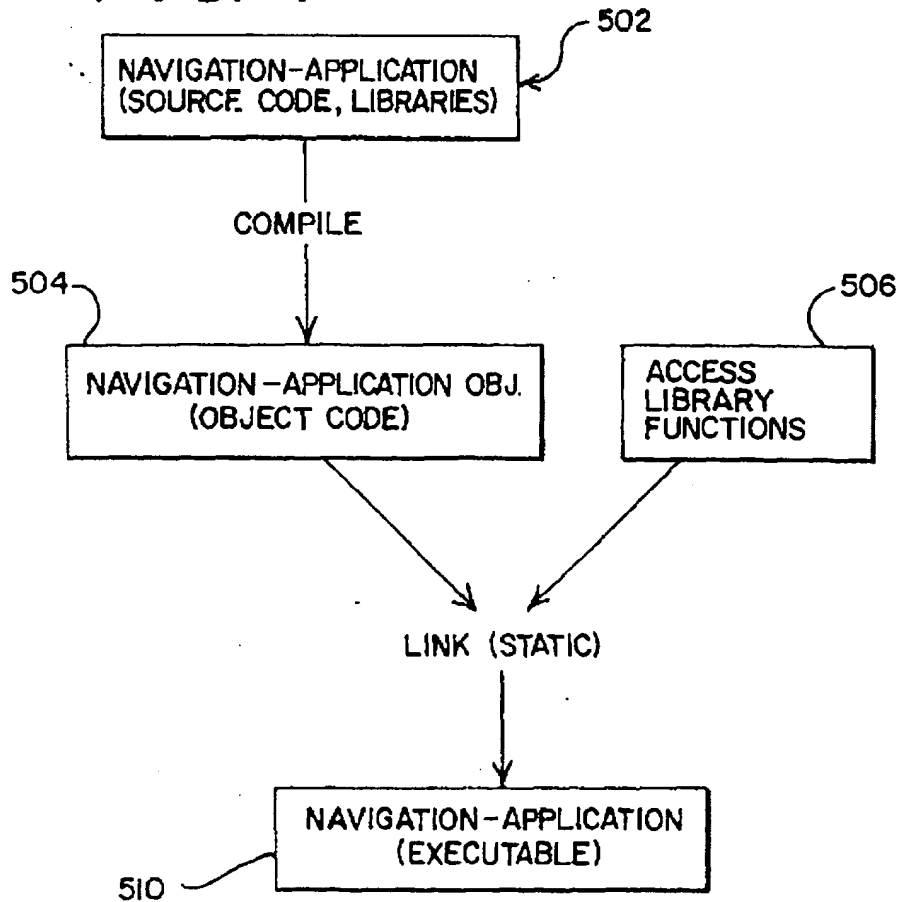 502
NAVIGATION-APPLICATION
(SOURCE CODE, LIBRARIES)
COMPILE
504
506
NAVIGATION-APPLICATION OBJ.
(OBJECT CODE)
ACCESS
LIBRARY
FUNCTIONS
LINK (STATIC)
NAVIGATION-APPLICATION
(EXECUTABLE)
510